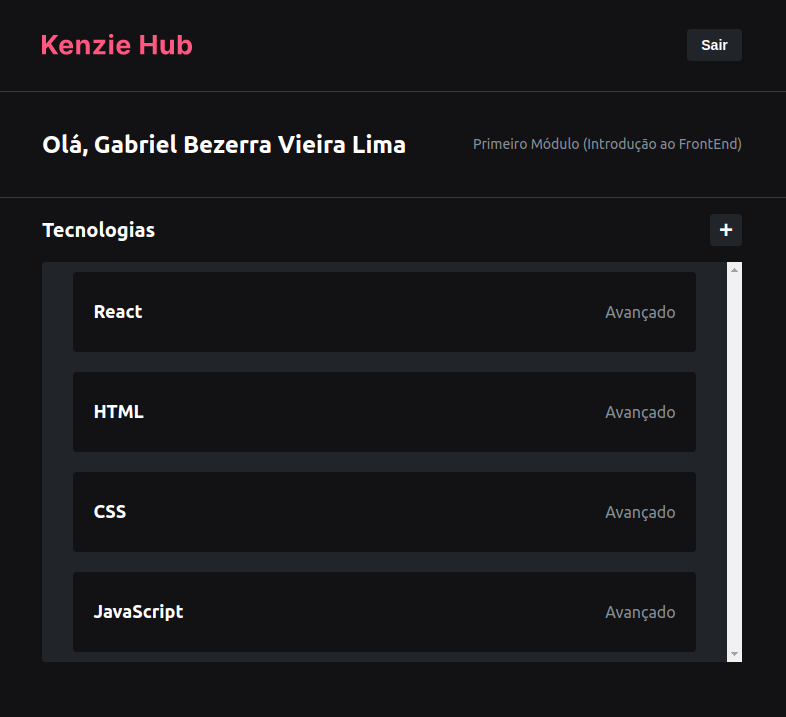 Kenzie Hub
Sair
Olá, Gabriel Bezerra Vieira Lima
Primeiro Módulo (Introdução ao FrontEnd)
Tecnologias
+
React
Avançado
HTML
Avançado
CSS
Avançado
JavaScript
Avançado